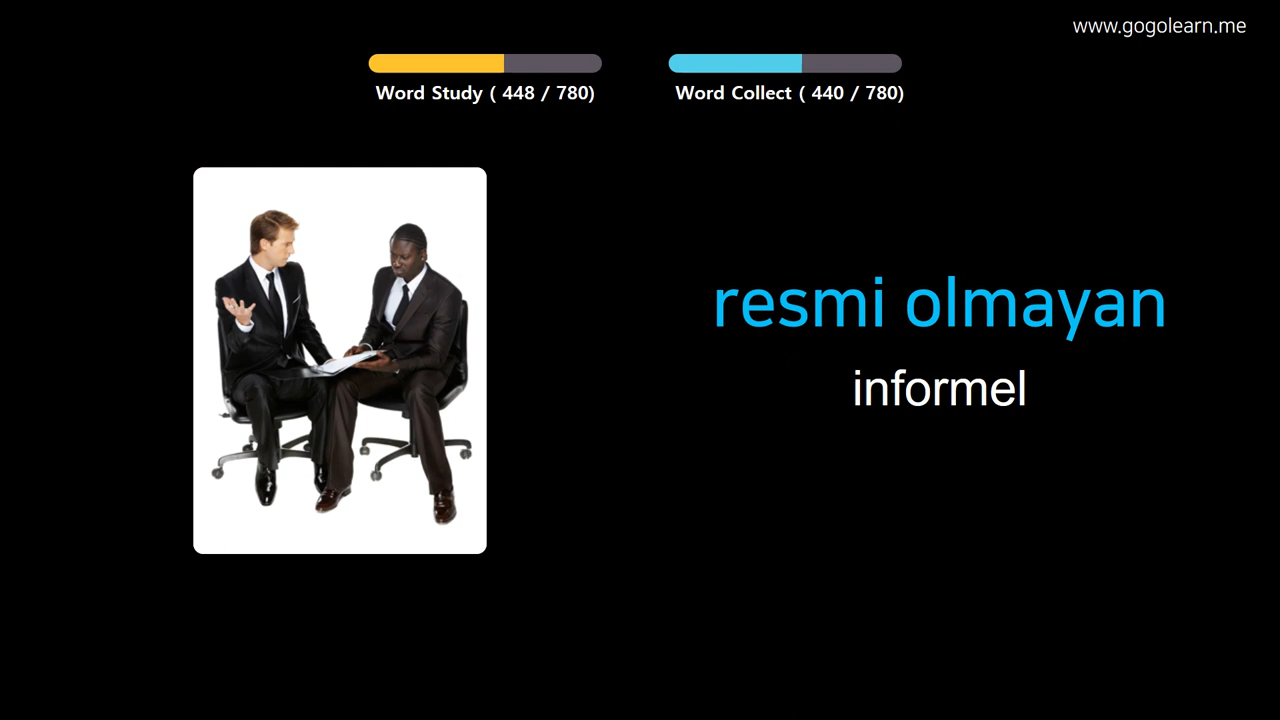 www.gogolearn.me
Word Study ( 448 / 780)
Word Collect ( 440 / 780)
resmi olmayan
informel